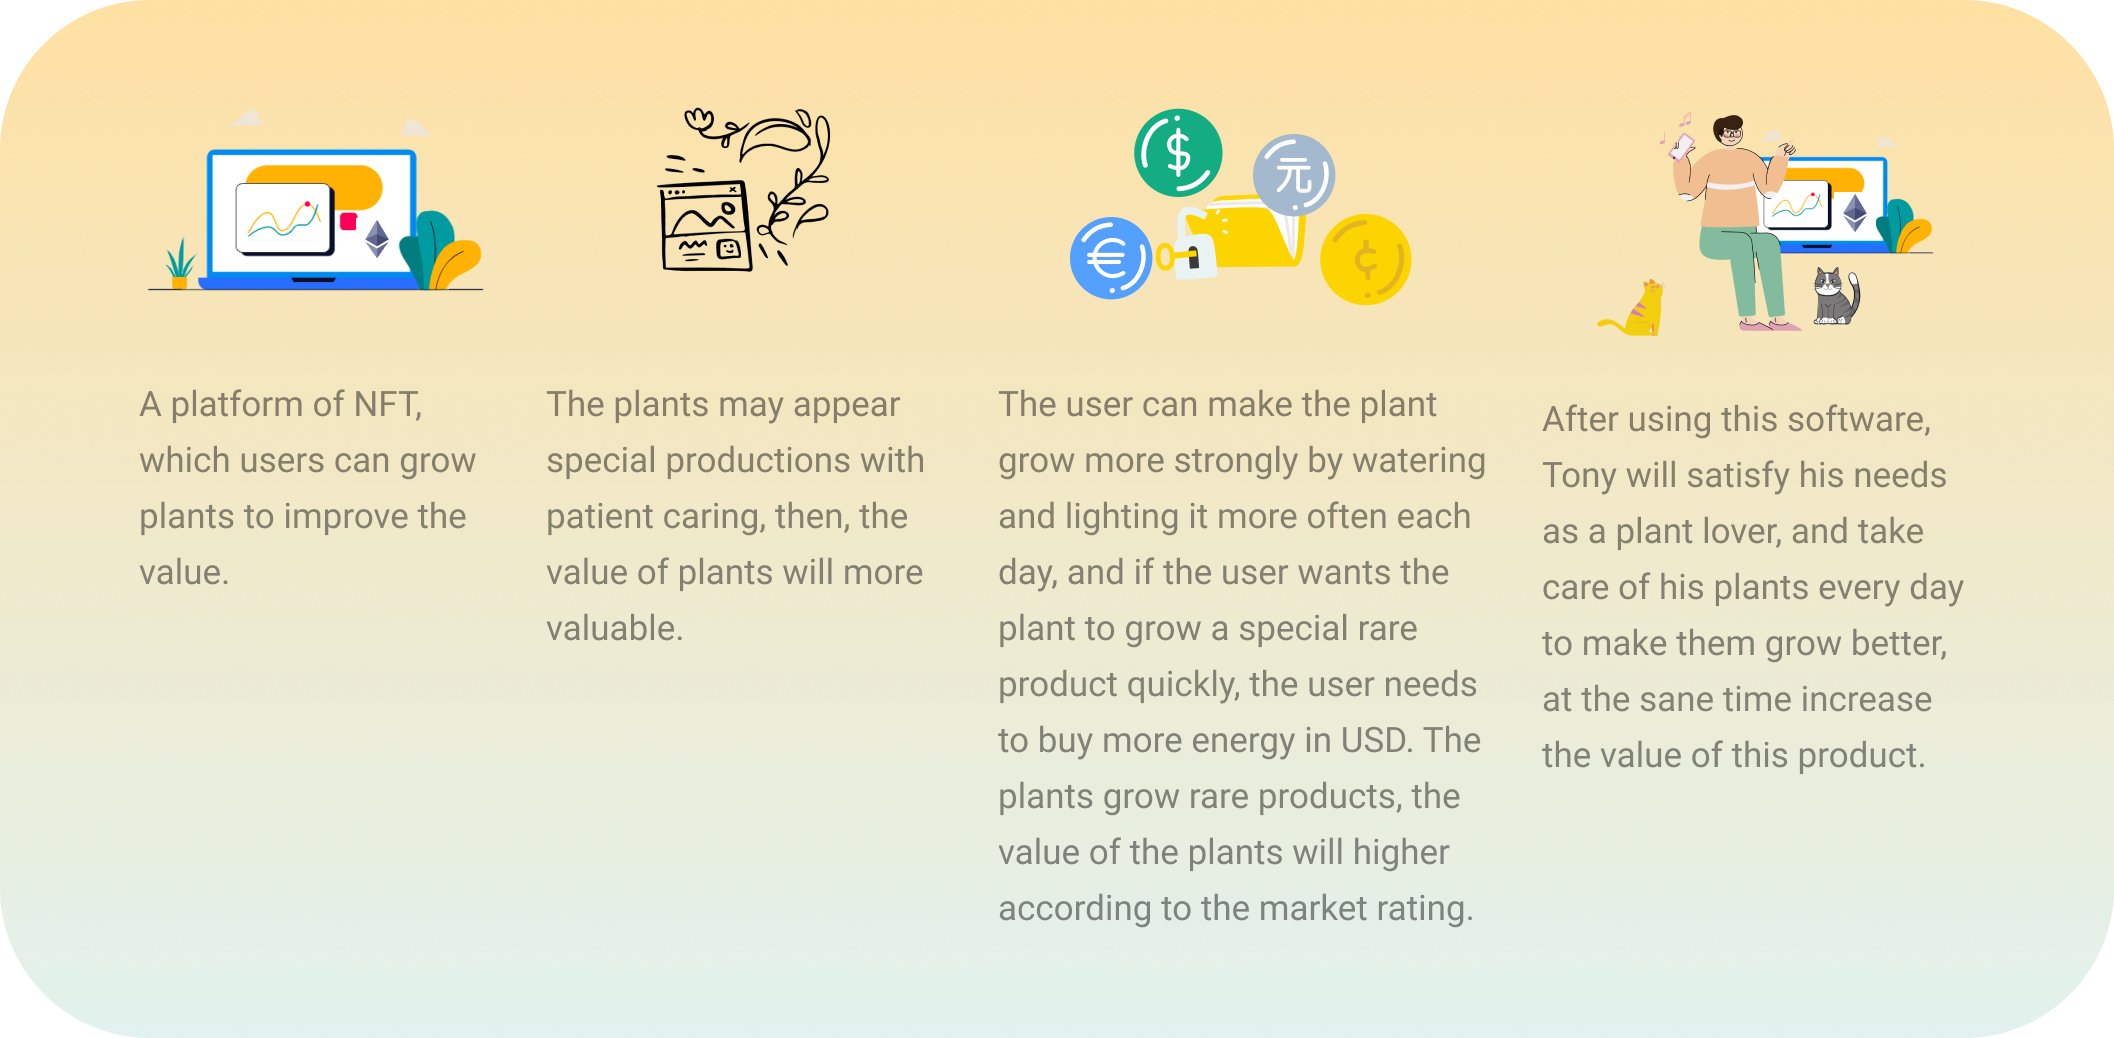 $
元
€
¢
A platform of NFT,
which users can grow
plants to improve the
value.
The plants may appear
special productions with
patient caring, then, the
value of plants will more
valuable.
The user can make the plant
grow more strongly by watering
and lighting it more often each
day, and if the user wants the
plant to grow a special rare
product quickly, the user needs
to buy more energy in USD. The
plants grow rare products, the
value of the plants will higher
according to the market rating.
After using this software,
Tony will satisfy his needs
as a plant lover, and take
care of his plants every day
to make them grow better,
at the sane time increase
the value of this product.